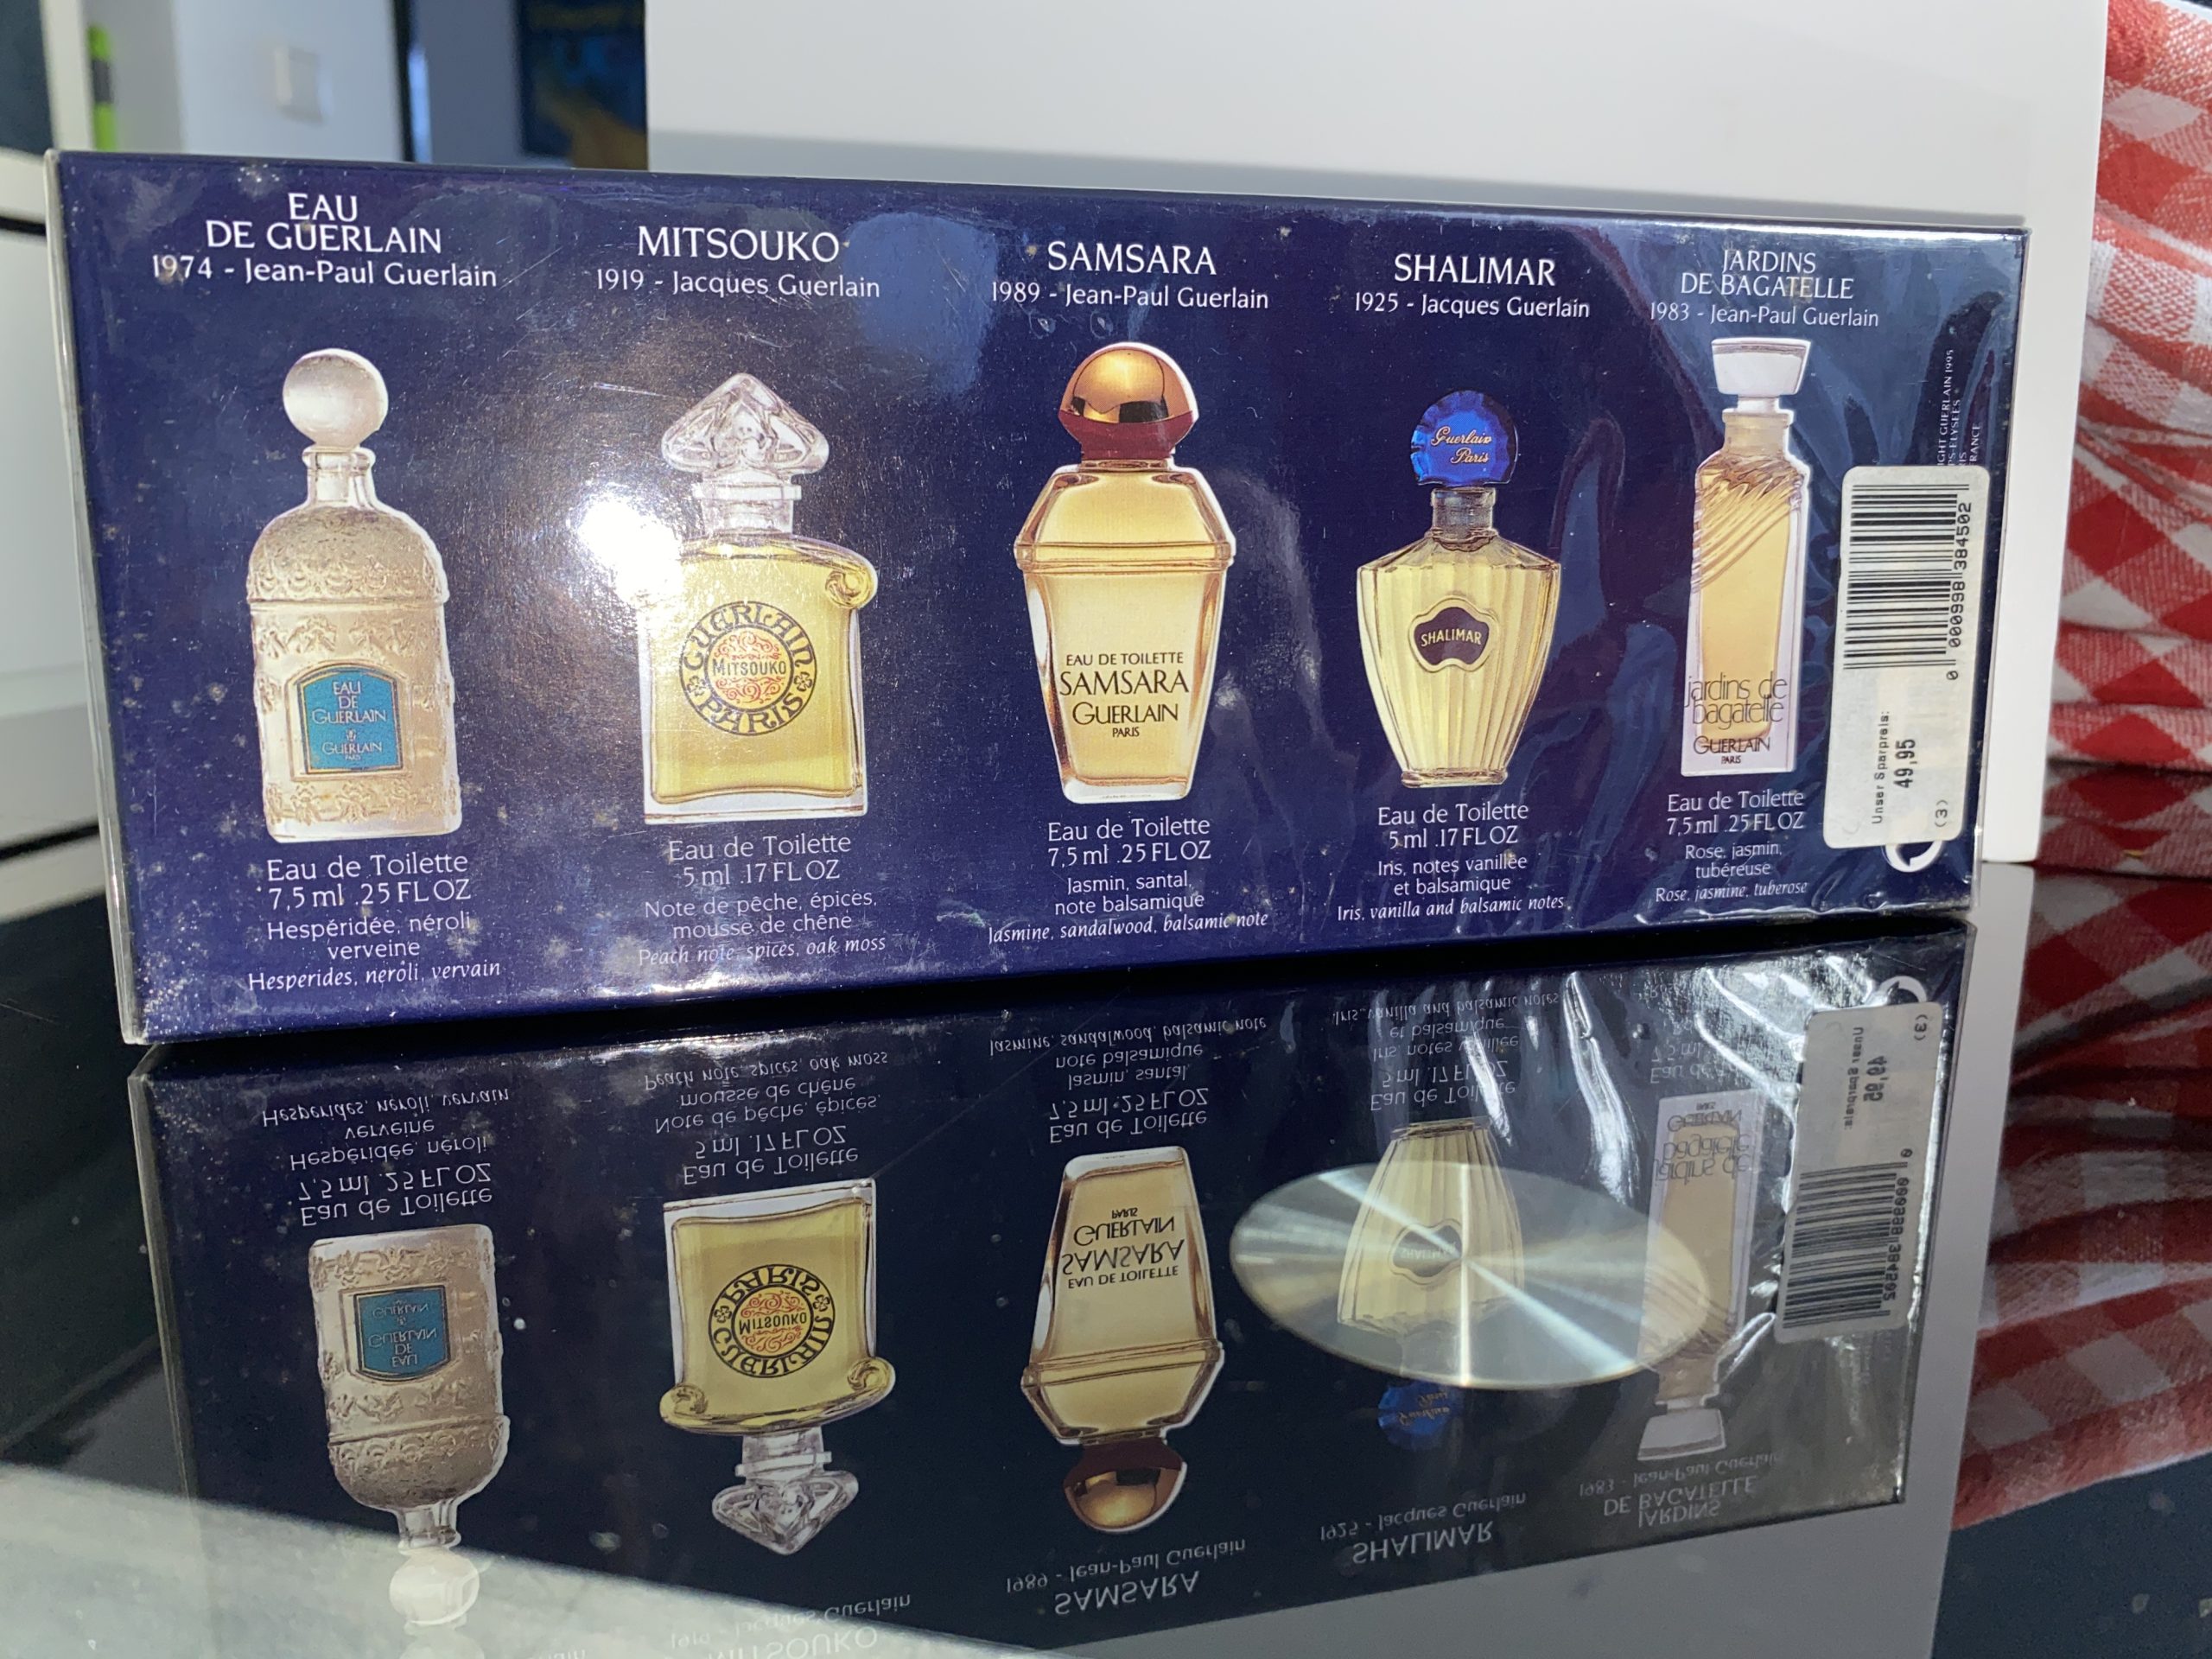 EAU
DE GUERLAIN
1974 - Jean-Paul Guerlain
EAU
DE
GUERLAIN
GUERLAIN
PARIS
Eau de Toilette
7,5 ml .25 FL OZ
Hespéridée, néroli,
verveine
Hesperides, neroli, vervain
MITSOUKO
1919 - Jacques Guerlain
GUERLAIN
MITSOUKO
PARIS
Eau de Toilette
5 ml .17 FL OZ
Note de pêche, épices,
mousse de chêne
Peach note, spices, oak moss
SAMSARA
1989 - Jean-Paul Guerlain
EAU DE TOILETTE
SAMSARA
GUERLAIN
PARIS
Eau de Toilette
7,5 ml .25 FL OZ
Jasmin, santal,
note balsamique
Jasmine, sandalwood, balsamic note
SHALIMAR
1925 - Jacques Guerlain
Guerlain
Paris
SHALIMAR
Eau de Toilette
5 ml .17 FL OZ
Iris, notes vanillée
et balsamique
Iris, vanilla and balsamic notes
JARDINS
DE BAGATELLE
1983 - Jean-Paul Guerlain
jardins de
bagatelle
GUERLAIN
PARIS
Eau de Toilette
7,5 ml .25 FL OZ
Rose, jasmin,
tubéreuse
Rose, jasmine, tuberose
GUERLAIN 1995
0 000998 384502
Unser Sparpreis:
49,95
(3)